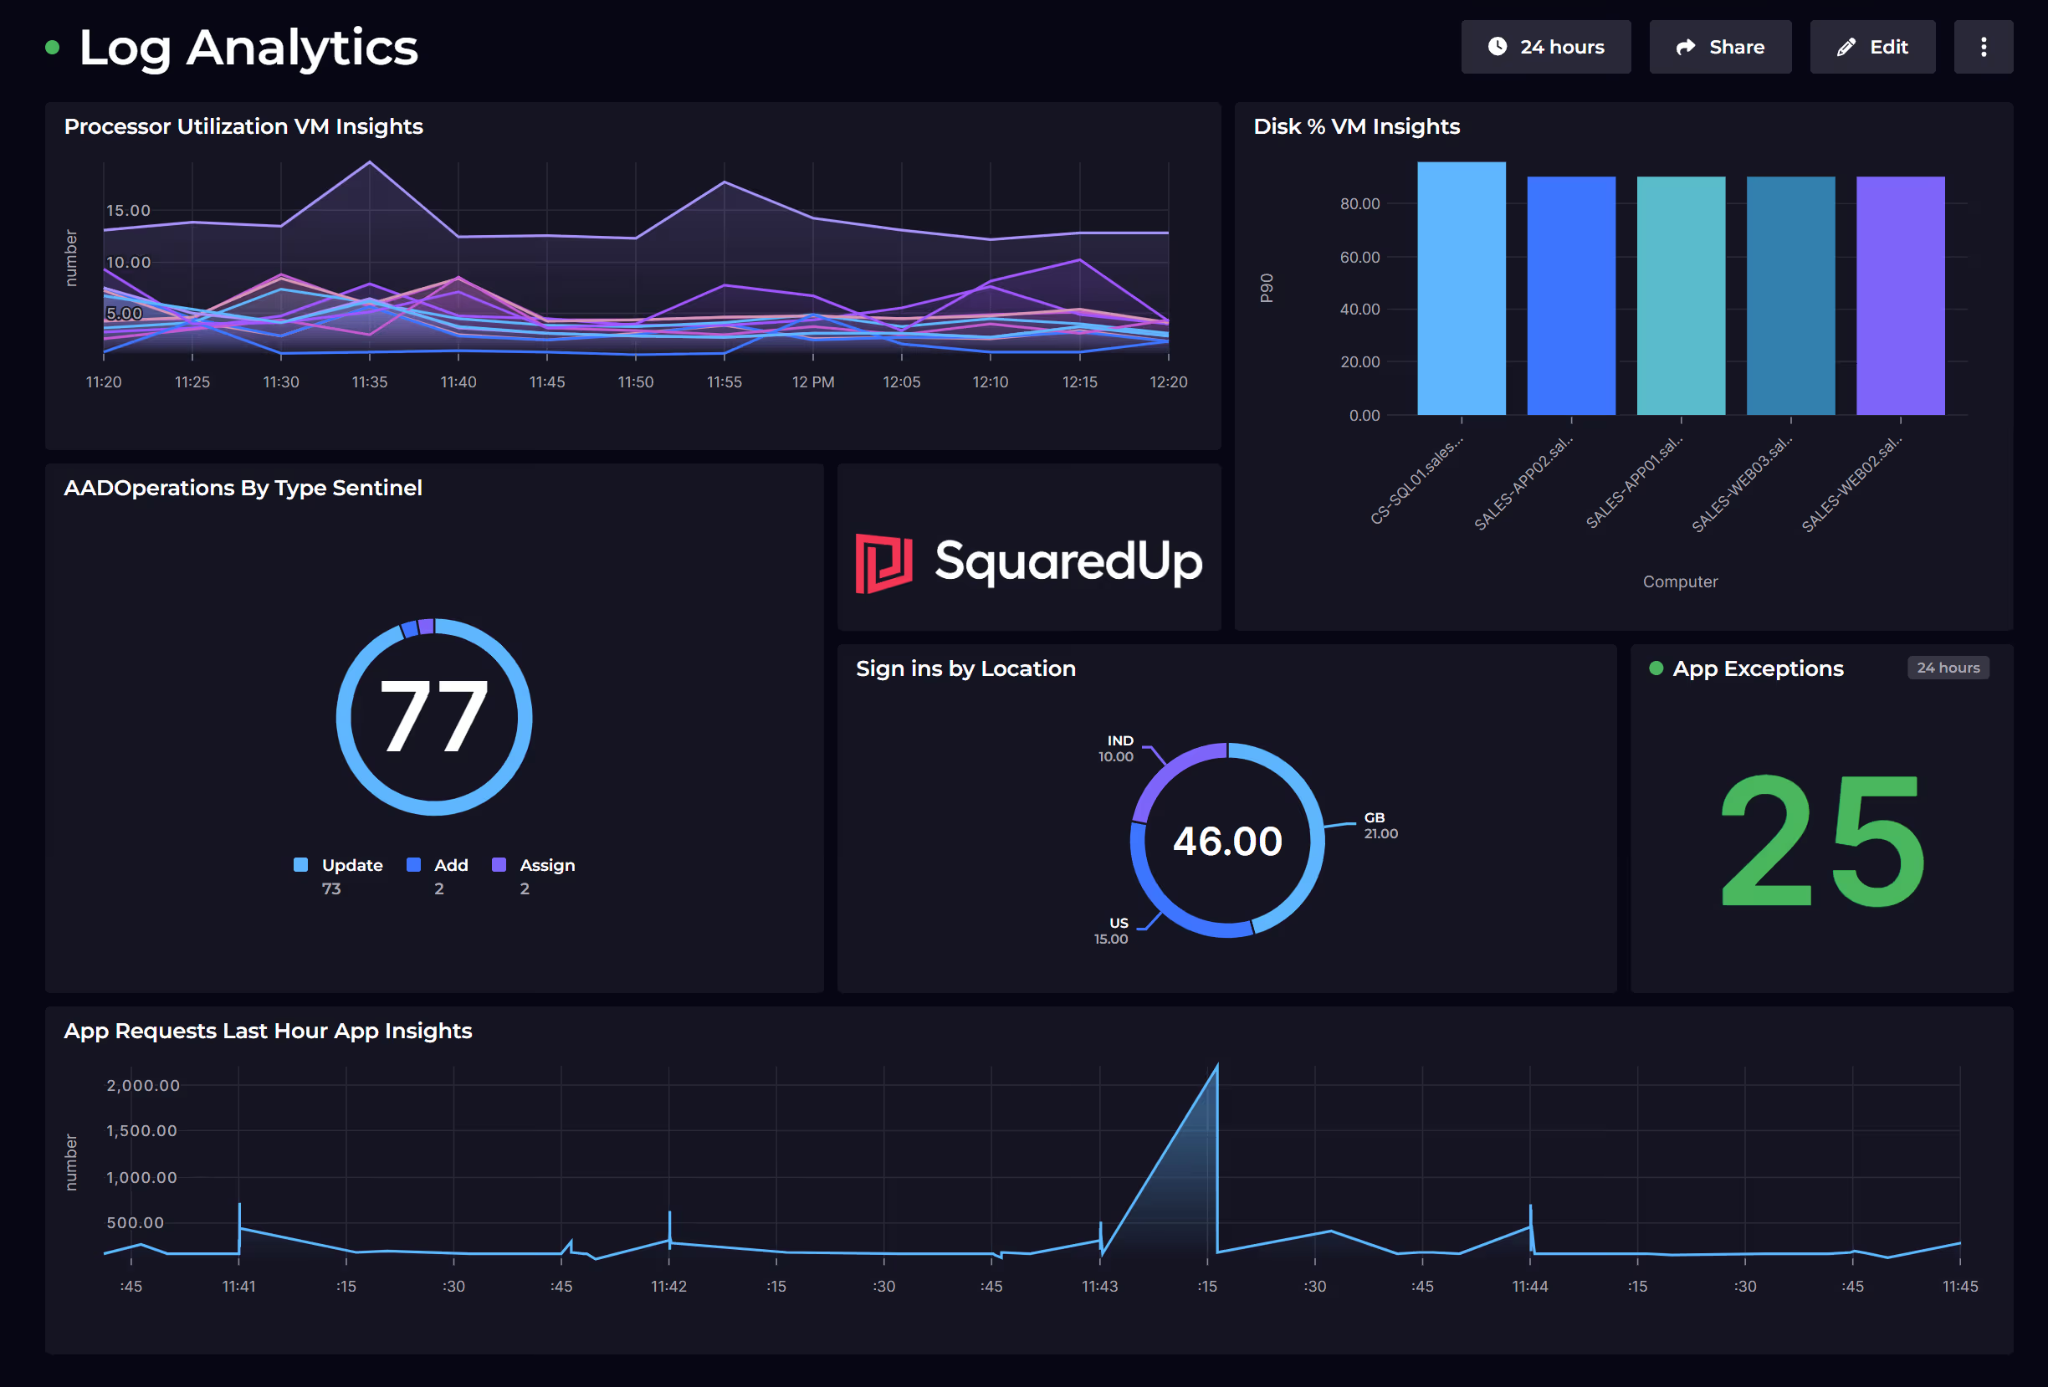 Log Analytics
24 hours
Share
Edit
Processor Utilization VM Insights
number
15.00
10.00
5.00
11:20 11:25 11:30 11:35 11:40 11:45 11:50 11:55 12 PM 12:05 12:10 12:15 12:20
Disk % VM Insights
P90
80.00
60.00
40.00
20.00
0.00
CS-SQL01.sales...
SALES-APP02.sal..
SALES-APP01.sal..
SALES-WEB03.sal..
SALES-WEB02.sal..
Computer
AADOperations By Type Sentinel
77
Update Add Assign
73 2 2
SquaredUp
Sign ins by Location
IND
10.00
GB
21.00
46.00
US
15.00
App Exceptions
24 hours
25
App Requests Last Hour App Insights
number
2,000.00
1,500.00
1,000.00
500.00
:45 11:41 :15 :30 :45 11:42 :15 :30 :45 11:43 :15 :30 :45 11:44 :15 :30 :45 11:45